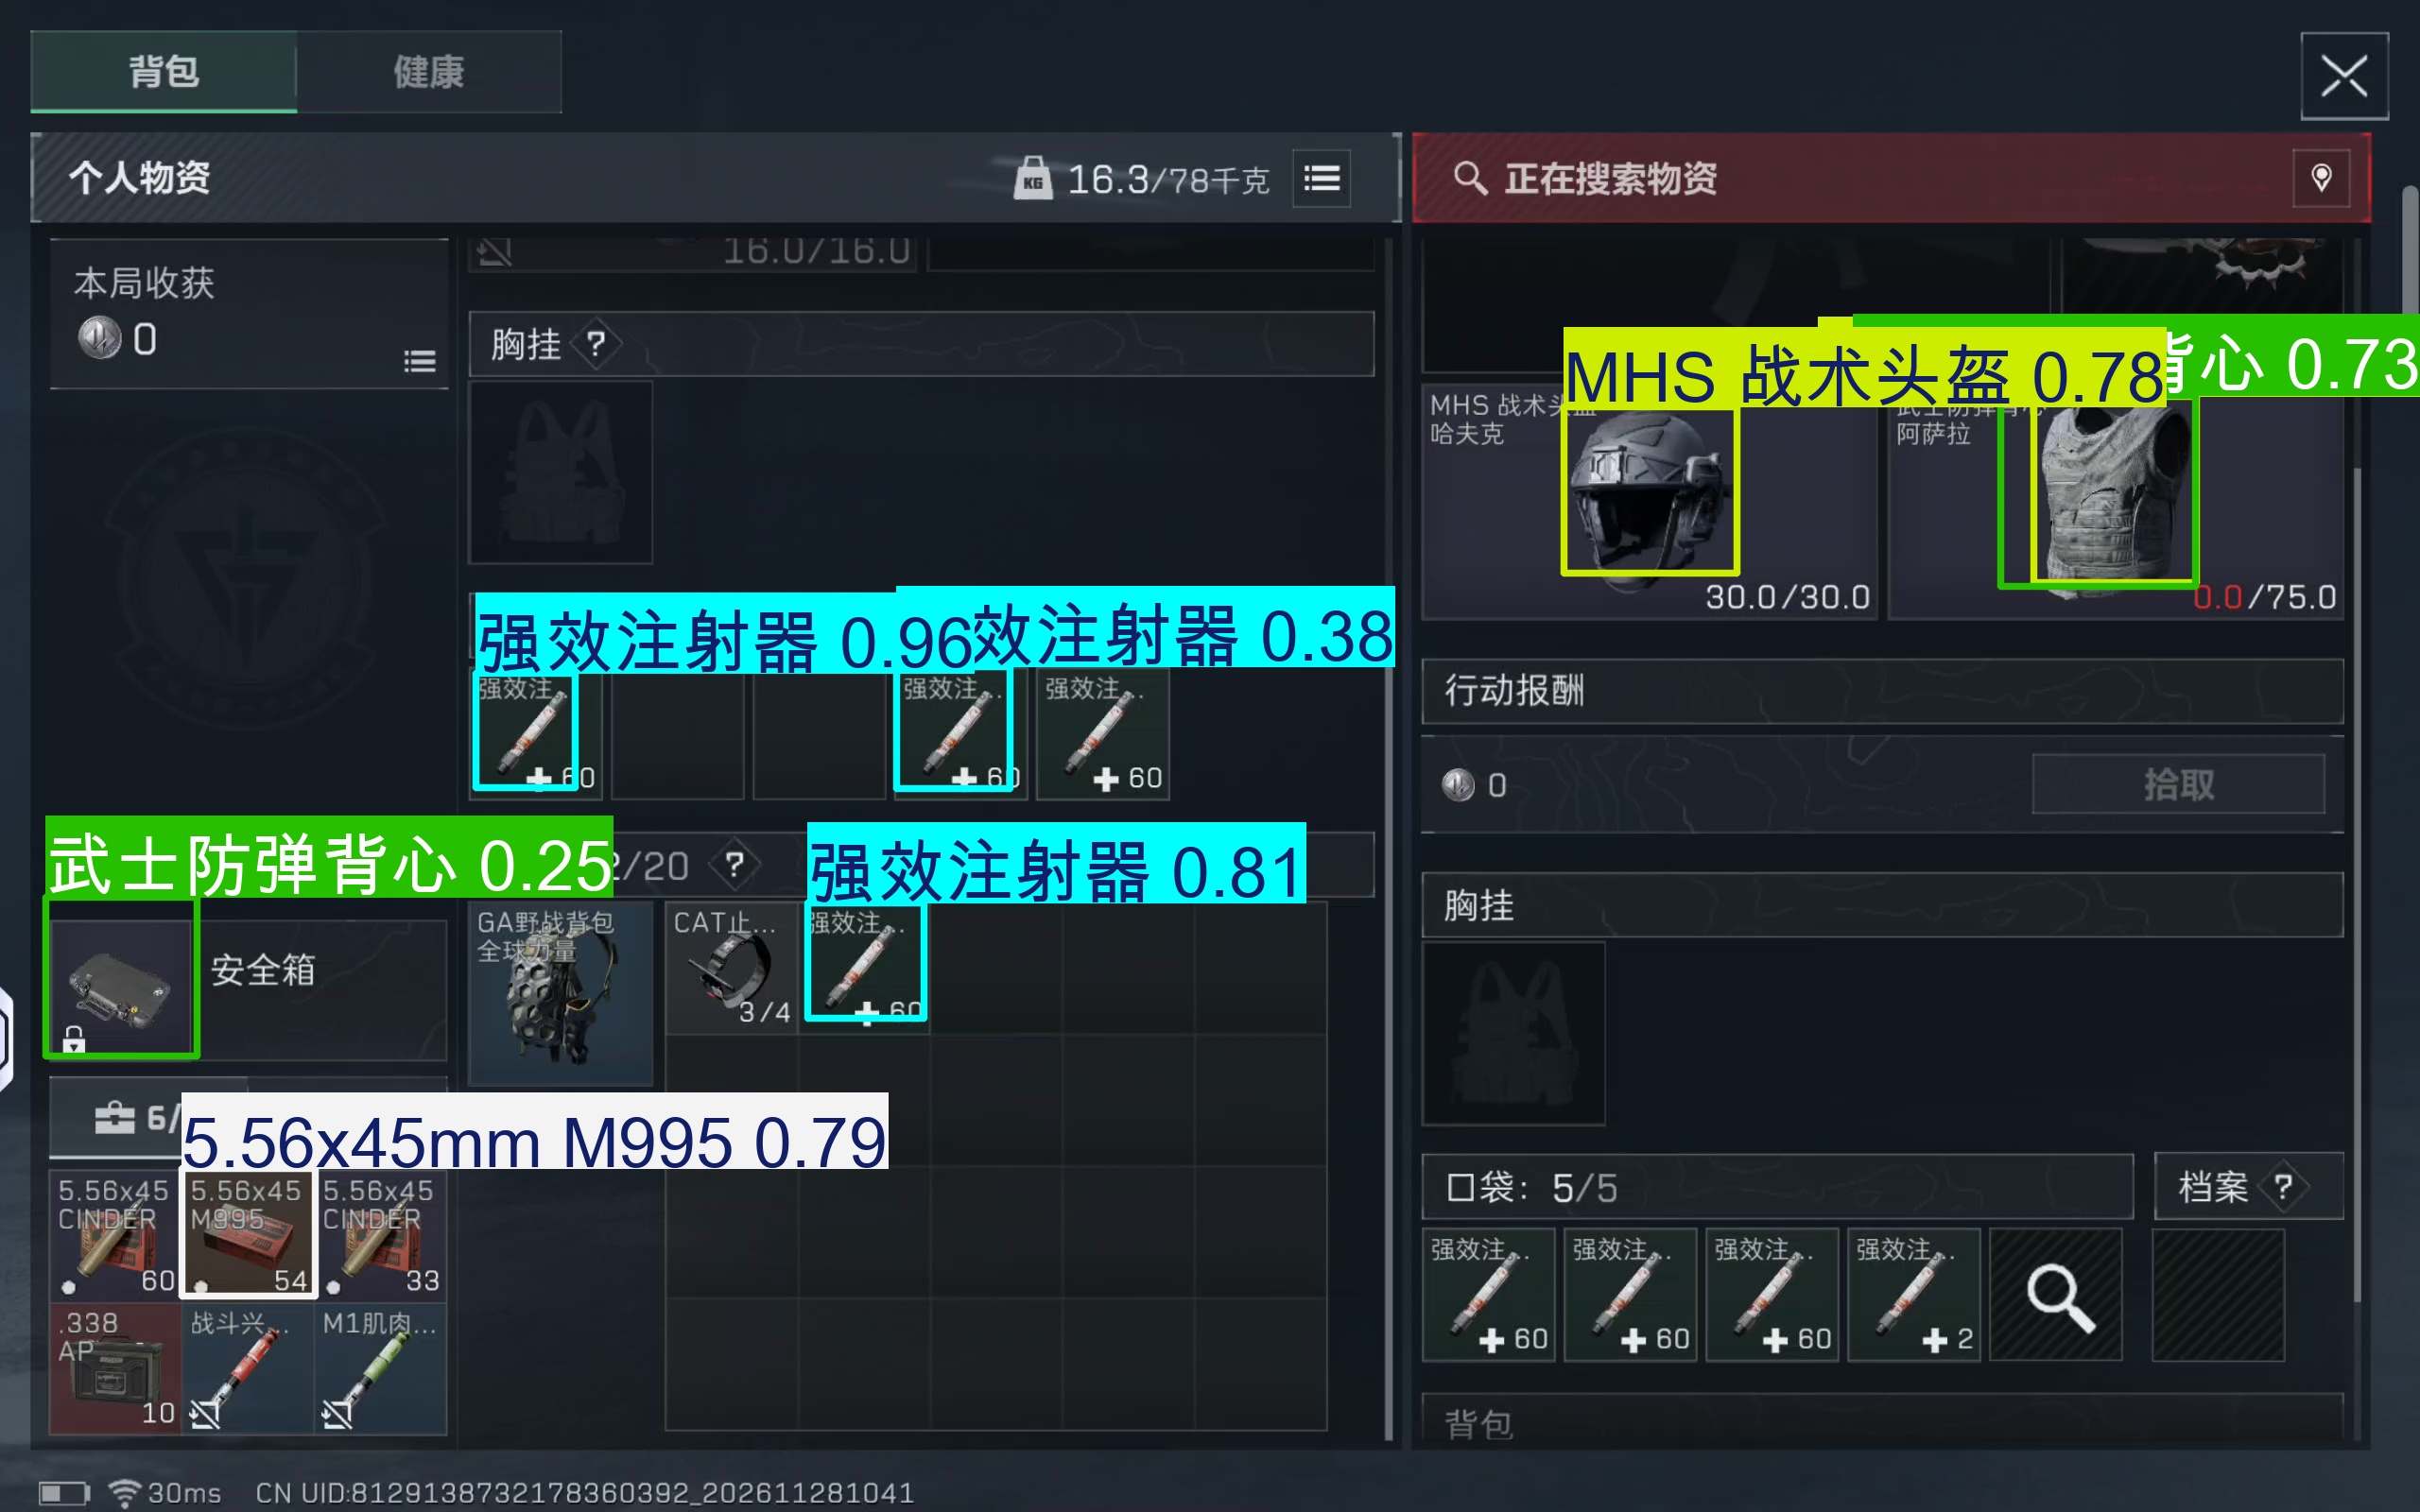 背包
健康
个人物资
KG
16.3/78千克
正在搜索物资
本局收获
0
16.0/16.0
胸挂 ?
强效注射器 0.96
效注射器 0.38
强效注...
60
强效注...
60
强效注...
60
武士防弹背心 0.25
/20 ?
强效注射器 0.81
安全箱
GA野战背包
全球力量
CAT止...
3/4
强效注...
60
6/
5.56x45mm M995 0.79
5.56x45
CINDER
60
5.56x45
M995
54
5.56x45
CINDER
33
.338
AP
10
战斗兴...
M1肌肉...
MHS 战术头盔 0.78
背心 0.73
MHS 战术头盔
哈夫克
30.0/30.0
武士防弹背心
阿萨拉
0.0/75.0
行动报酬
0
拾取
胸挂
口袋: 5/5
档案 ?
强效注...
60
强效注...
60
强效注...
60
强效注...
2
背包
30ms CN UID:8129138732178360392_202611281041